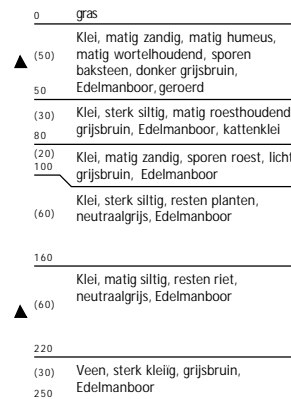 0 gras
Klei, matig zandig, matig humeus,
(50) matig wortelhoudend, sporen
baksteen, donker grijsbruin,
50 Edelmanboor, geroerd
(30) Klei, sterk siltig, matig roesthoudend
80 grijsbruin, Edelmanboor, kattenklei
(20) Klei, matig zandig, sporen roest, licht
100 grijsbruin, Edelmanboor
Klei, sterk siltig, resten planten,
(60) neutraalgrijs, Edelmanboor
160
Klei, matig siltig, resten riet,
(60) neutraalgrijs, Edelmanboor
220
(30) Veen, sterk kleiïg, grijsbruin,
250 Edelmanboor